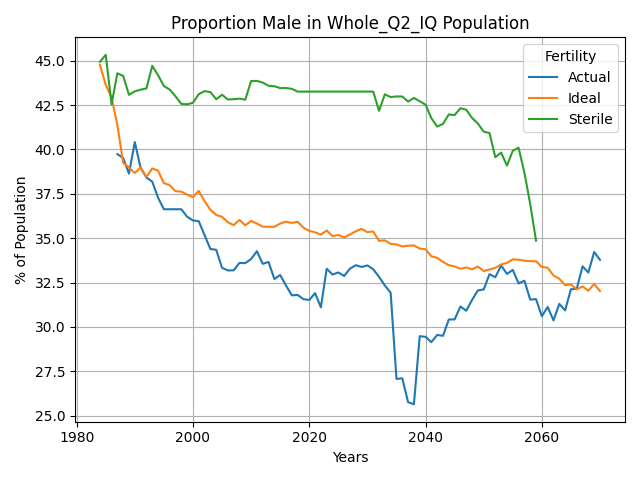 Proportion Male in Whole_Q2_IQ Population
Fertility
Actual
Ideal
Sterile
% of Population
45.0
42.5
40.0
37.5
35.0
32.5
30.0
27.5
25.0
1980
2000
2020
2040
2060
Years